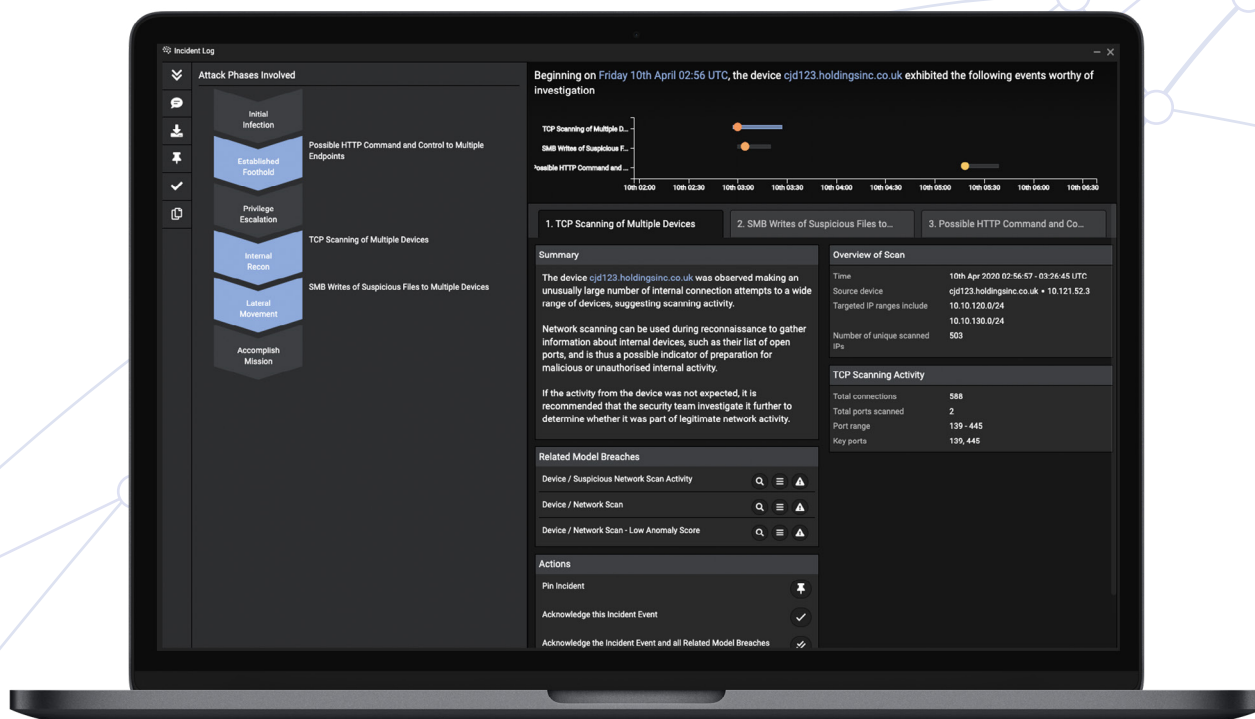 Incident Log
Attack Phases Involved
Initial
Infection
Established
Foothold
Possible HTTP Command and Control to Multiple
Endpoints
Privilege
Escalation
Internal
Recon
TCP Scanning of Multiple Devices
Lateral
Movement
SMB Writes of Suspicious Files to Multiple Devices
Accomplish
Mission
Beginning on Friday 10th April 02:56 UTC, the device cjd123.holdingsinc.co.uk exhibited the following events worthy of
investigation
TCP Scanning of Multiple D...
SMB Writes of Suspicious F...
Possible HTTP Command and ...
10th 02:00 10th 02:30 10th 03:00 10th 03:30 10th 04:00 10th 04:30 10th 05:00 10th 05:30 10th 06:00 10th 06:30
1. TCP Scanning of Multiple Devices
2. SMB Writes of Suspicious Files to...
3. Possible HTTP Command and Co...
Summary
The device cjd123.holdingsinc.co.uk was observed making an
unusually large number of internal connection attempts to a wide
range of devices, suggesting scanning activity.
Network scanning can be used during reconnaissance to gather
information about internal devices, such as their list of open
ports, and is thus a possible indicator of preparation for
malicious or unauthorised internal activity.
If the activity from the device was not expected, it is
recommended that the security team investigate it further to
determine whether it was part of legitimate network activity.
Related Model Breaches
Device / Suspicious Network Scan Activity
Device / Network Scan
Device / Network Scan - Low Anomaly Score
Actions
Pin Incident
Acknowledge this Incident Event
Acknowledge the Incident Event and all Related Model Breaches
Overview of Scan
Time 10th Apr 2020 02:56:57 - 03:26:45 UTC
Source device cjd123.holdingsinc.co.uk • 10.121.52.3
Targeted IP ranges include 10.10.120.0/24
10.10.130.0/24
Number of unique scanned 503
IPs
TCP Scanning Activity
Total connections 588
Total ports scanned 2
Port range 139 - 445
Key ports 139, 445